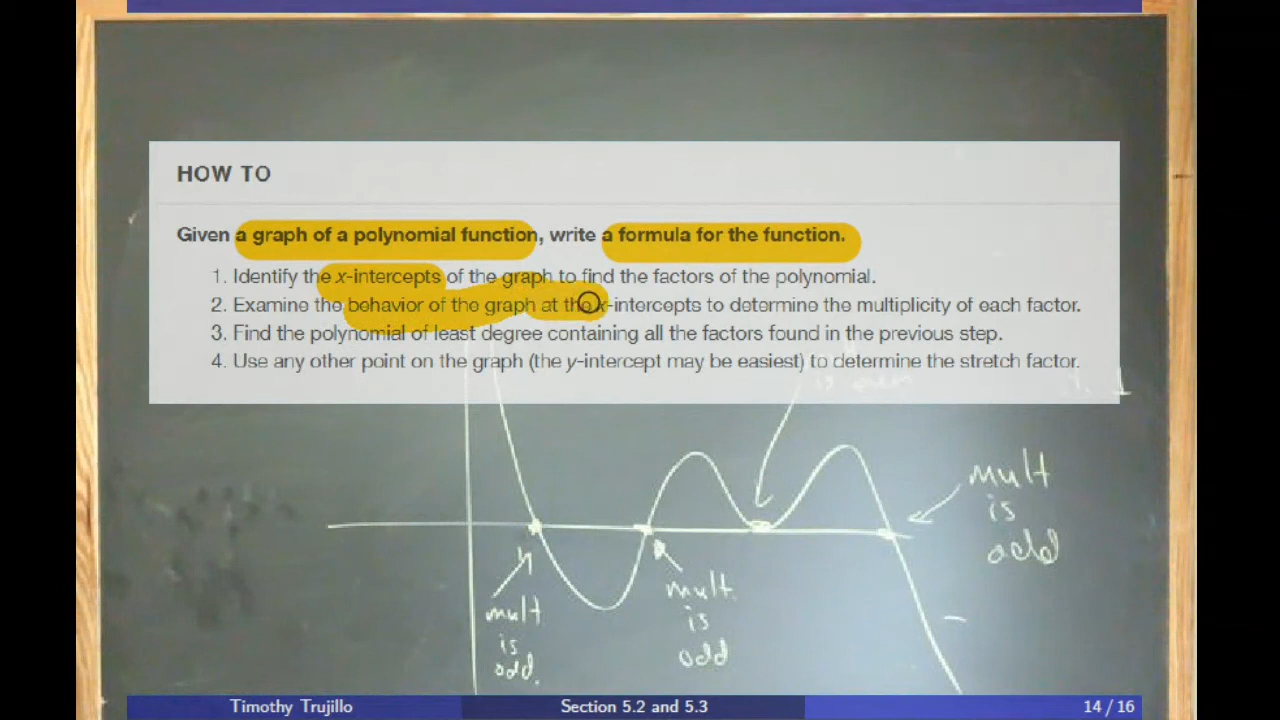 HOW TO
Given a graph of a polynomial function, write a formula for the function.
1. Identify the x-intercepts of the graph to find the factors of the polynomial.
2. Examine the behavior of the graph at the x-intercepts to determine the multiplicity of each factor.
3. Find the polynomial of least degree containing all the factors found in the previous step.
4. Use any other point on the graph (the y-intercept may be easiest) to determine the stretch factor.
is even
mult
is
odd
mult
is
odd.
mult.
is
odd
Timothy Trujillo
Section 5.2 and 5.3
14 / 16